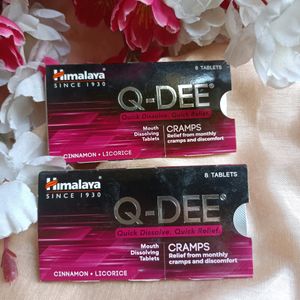 Himalaya
SINCE 1930
8 TABLETS
Q-DEE®
Quick Dissolve, Quick Relief.
Mouth
Dissolving
Tablets
CRAMPS
Relief from monthly
cramps and discomfort
CINNAMON • LICORICE
Himalaya
SINCE 1930
8 TABLETS
Q-DEE®
Quick Dissolve, Quick Relief.
Mouth
Dissolving
Tablets
CRAMPS
Relief from monthly
cramps and discomfort
CINNAMON • LICORICE